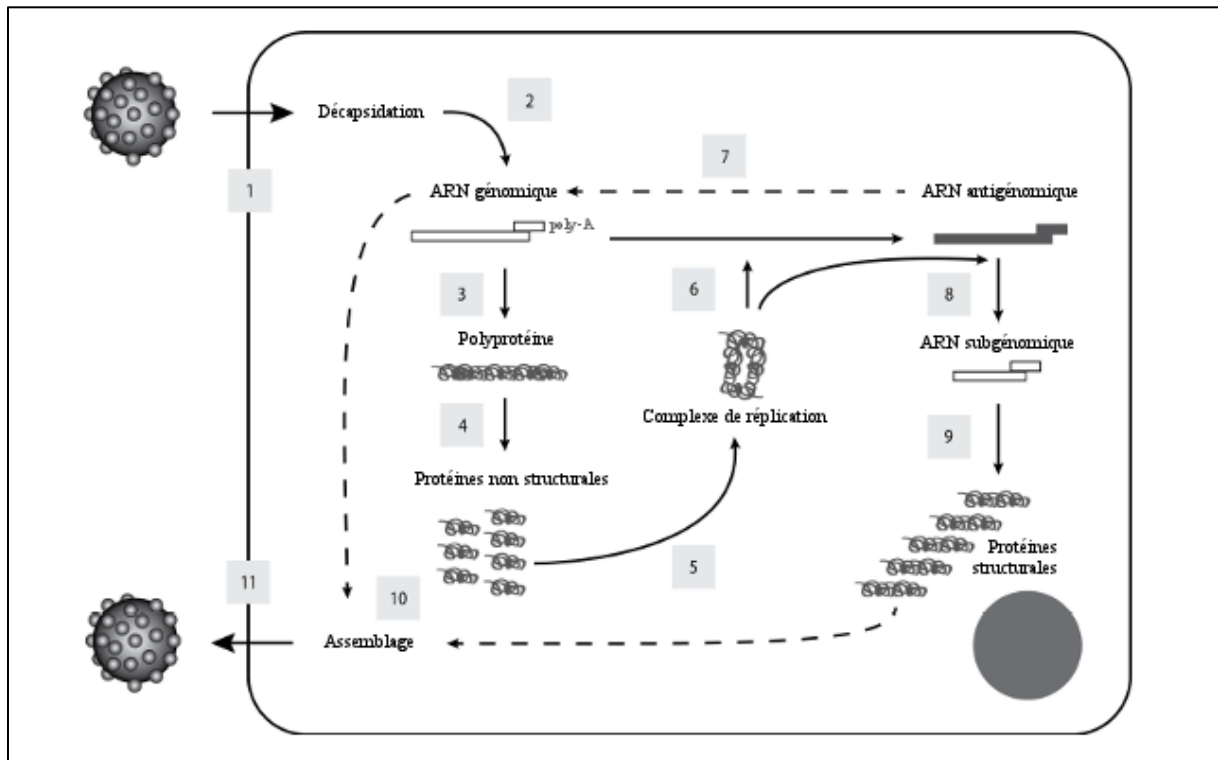 2
Décapsidation
7
1
ARN génomique
ARN antigénomique
poly-A
3
6
8
Polyprotéine
ARN subgénomique
4
Complexe de réplication
9
Protéines non structurales
Protéines
structurales
5
11
10
Assemblage